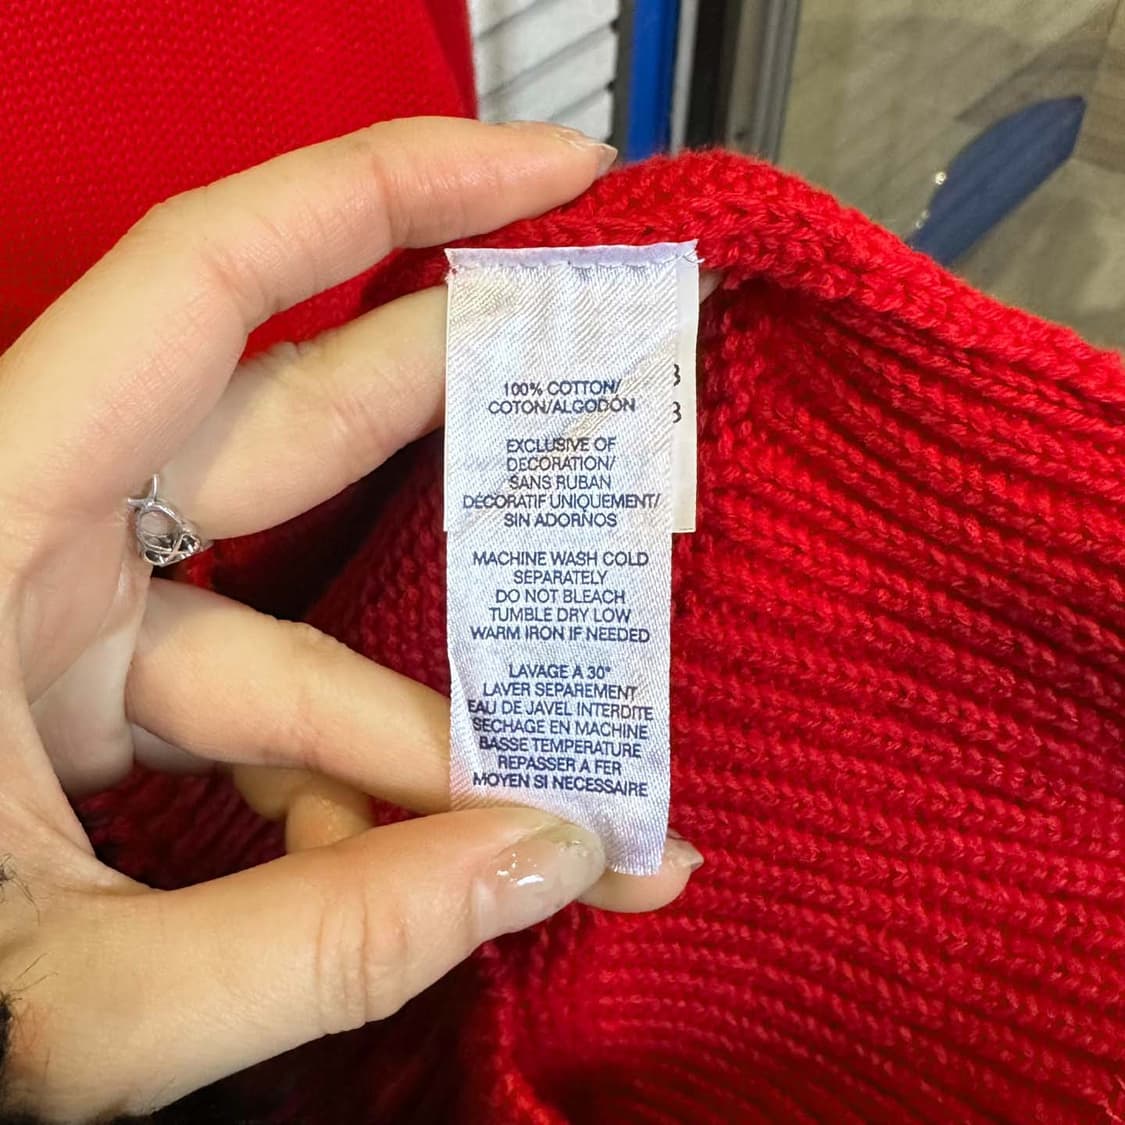 100% COTTON/
COTON/ALGODÓN
EXCLUSIVE OF
DECORATION/
SANS RUBAN
DÉCORATIF UNIQUEMENT/
SIN ADORNOS
MACHINE WASH COLD
SEPARATELY
DO NOT BLEACH
TUMBLE DRY LOW
WARM IRON IF NEEDED
LAVAGE A 30°
LAVER SEPAREMENT
EAU DE JAVEL INTERDITE
SECHAGE EN MACHINE
BASSE TEMPERATURE
REPASSER A FER
MOYEN SI NECESSAIRE